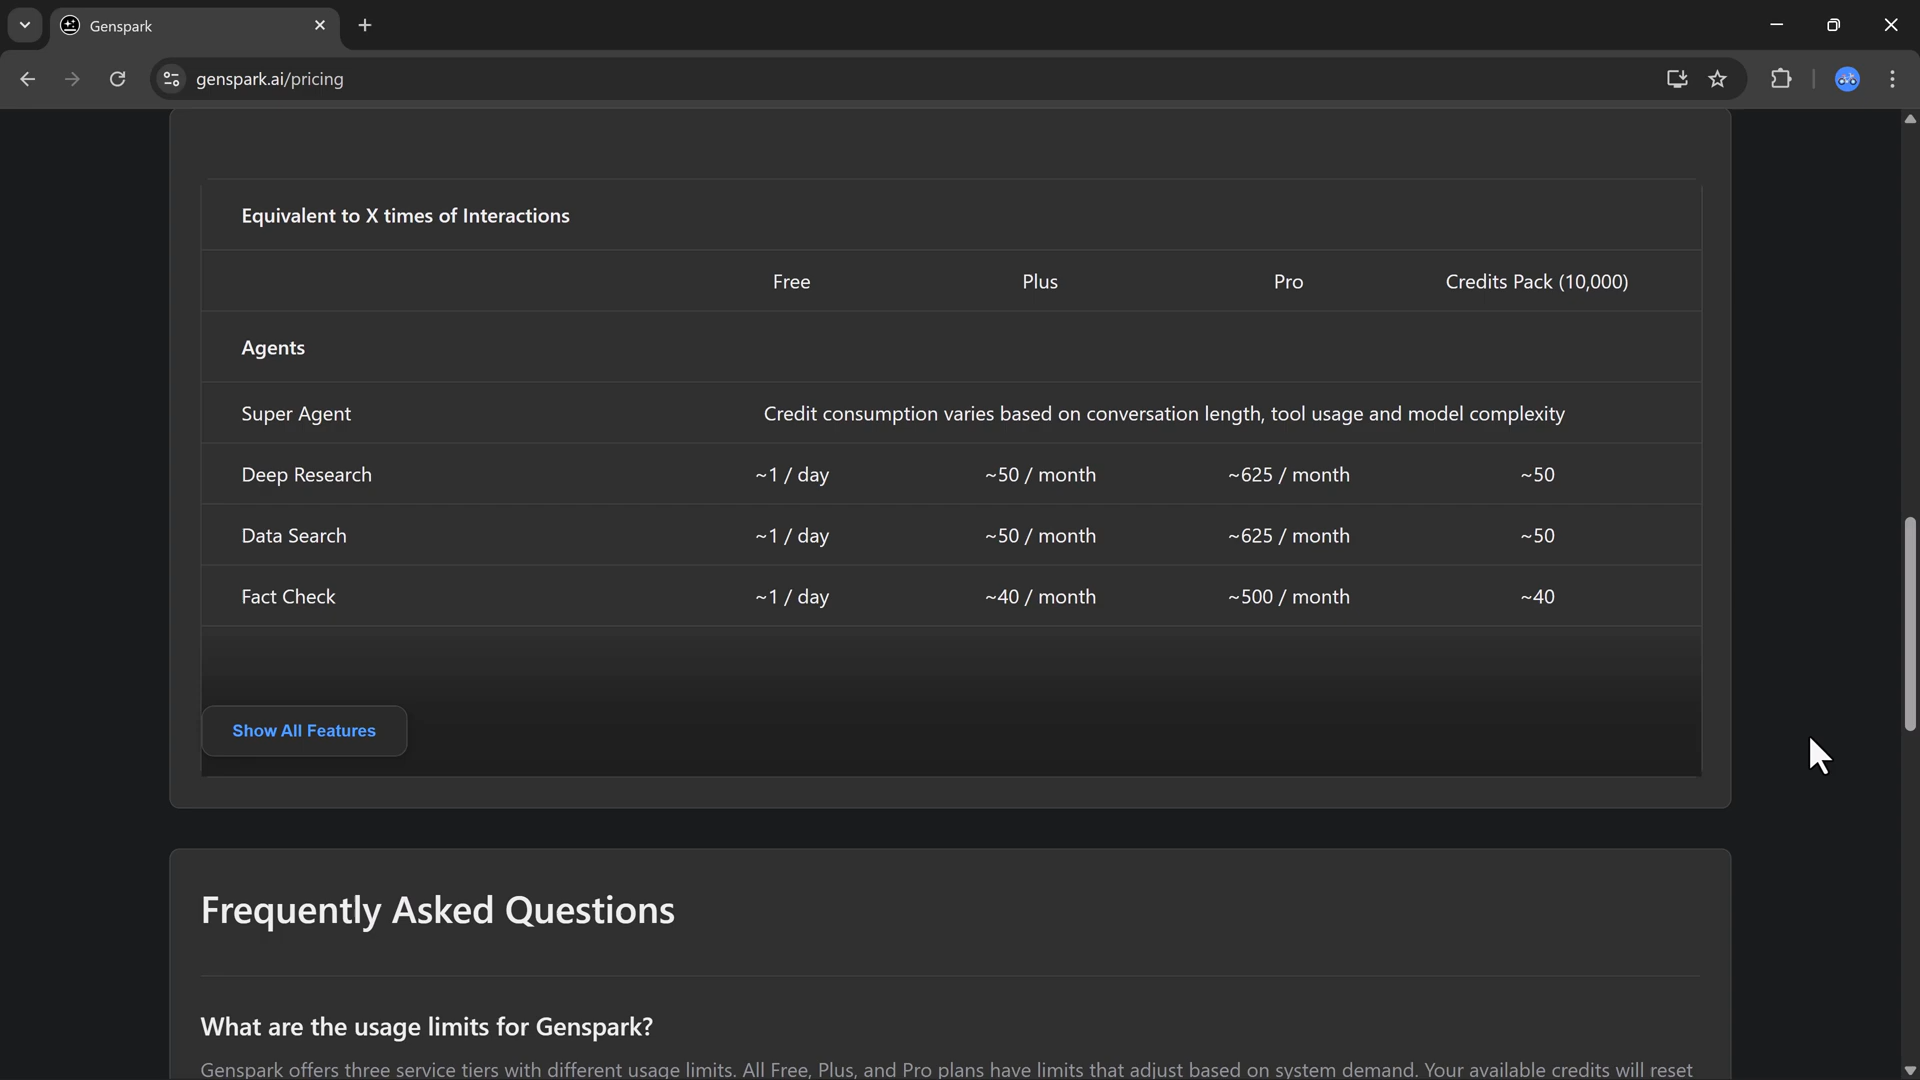 Genspark
genspark.ai/pricing
Equivalent to X times of Interactions
Free Plus Pro Credits Pack (10,000)
Agents
Super Agent Credit consumption varies based on conversation length, tool usage and model complexity
Deep Research ~1 / day ~50 / month ~625 / month ~50
Data Search ~1 / day ~50 / month ~625 / month ~50
Fact Check ~1 / day ~40 / month ~500 / month ~40
Show All Features
Frequently Asked Questions
What are the usage limits for Genspark?
Genspark offers three service tiers with different usage limits. All Free, Plus, and Pro plans have limits that adjust based on system demand. Your available credits will reset